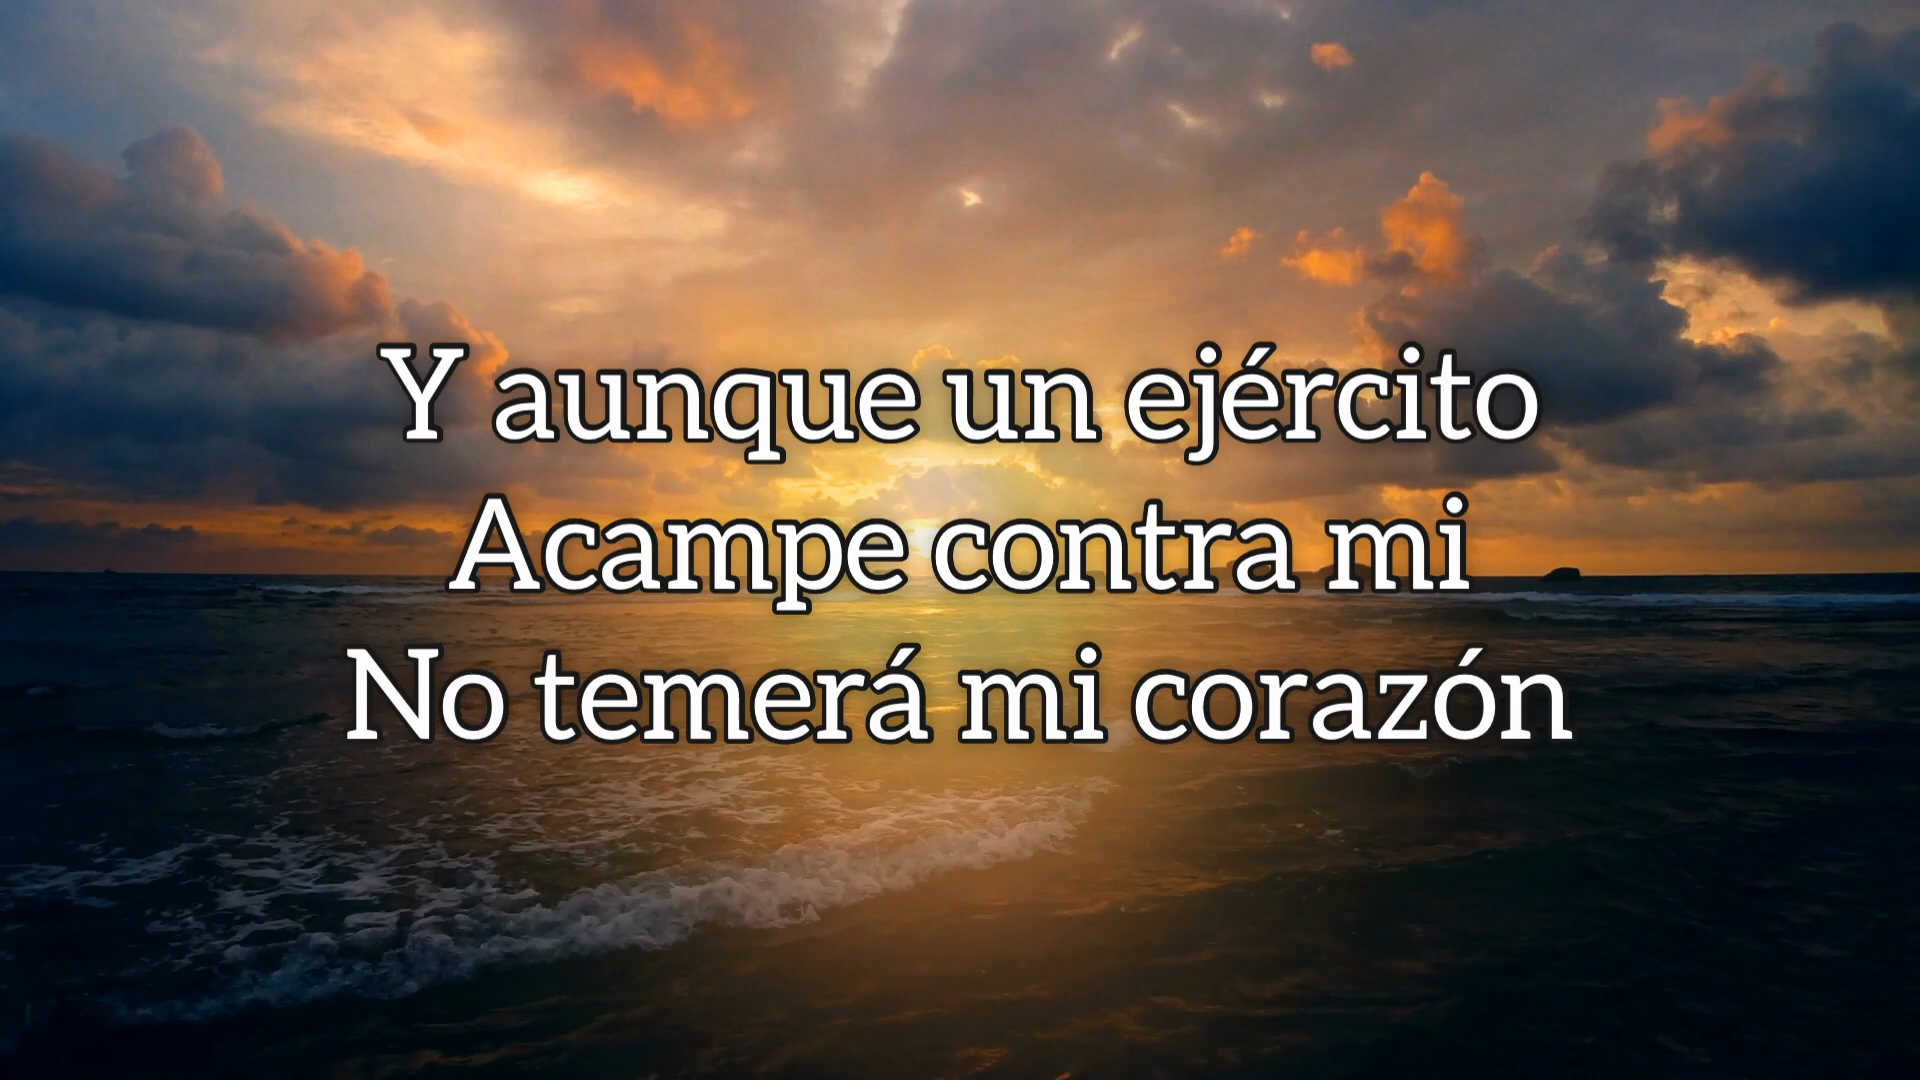 Y aunque un ejército
Acampe contra mi
No temerá mi corazón